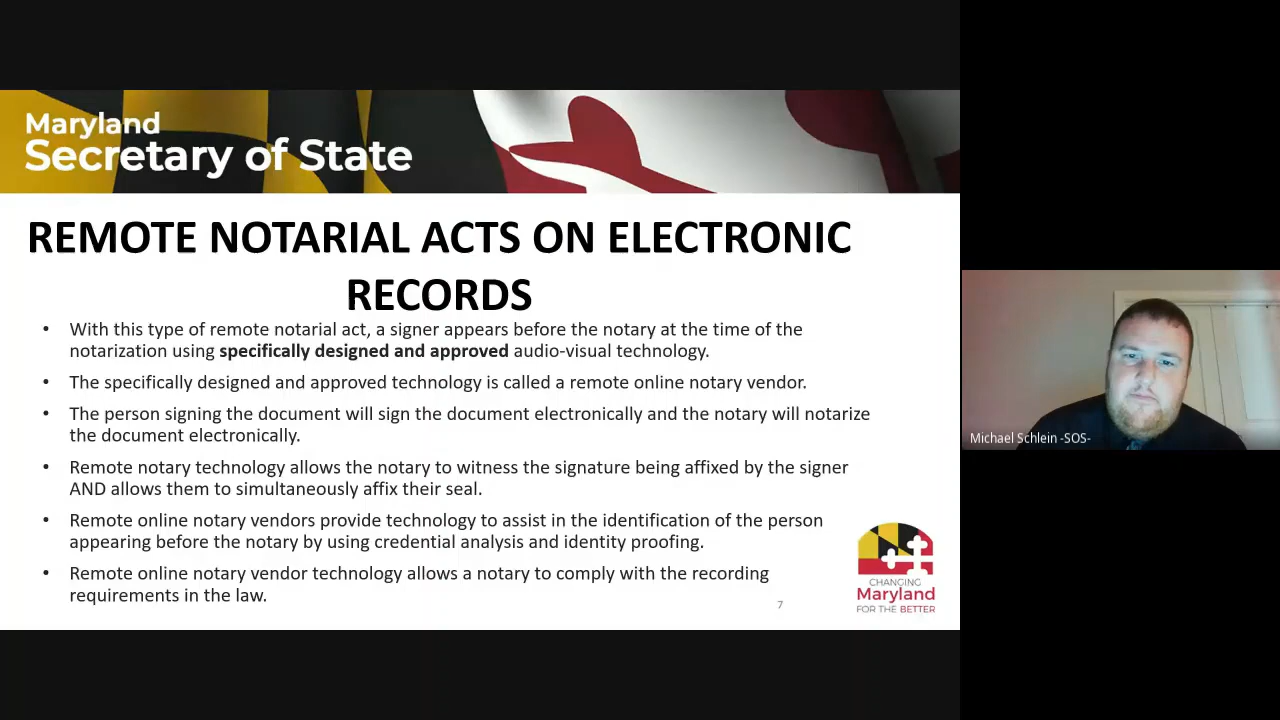 Maryland
Secretary of State
REMOTE NOTARIAL ACTS ON ELECTRONIC
RECORDS
• With this type of remote notarial act, a signer appears before the notary at the time of the
notarization using specifically designed and approved audio-visual technology.
• The specifically designed and approved technology is called a remote online notary vendor.
• The person signing the document will sign the document electronically and the notary will notarize
the document electronically.
• Remote notary technology allows the notary to witness the signature being affixed by the signer
AND allows them to simultaneously affix their seal.
• Remote online notary vendors provide technology to assist in the identification of the person
appearing before the notary by using credential analysis and identity proofing.
• Remote online notary vendor technology allows a notary to comply with the recording
requirements in the law.
7
CHANGING
Maryland
FOR THE BETTER
Michael Schlein -SOS-